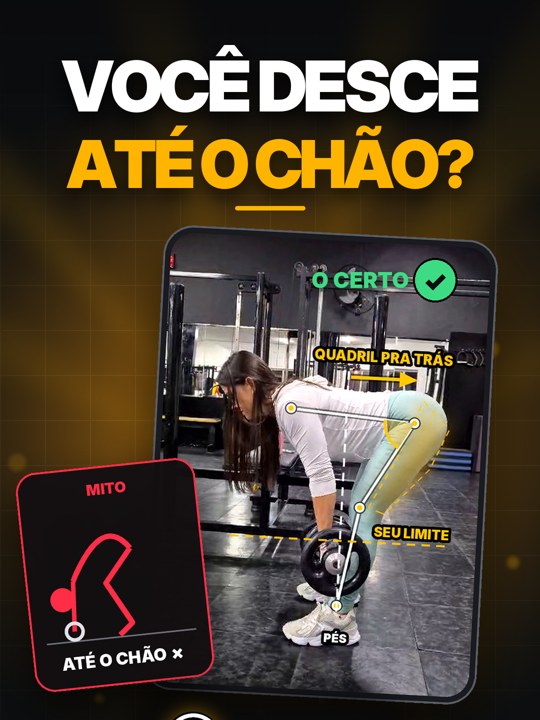 VOCÊ DESCE
ATÉ O CHÃO?
O CERTO
QUADRIL PRA TRÁS
SEU LIMITE
PÉS
MITO
ATÉ O CHÃO ×